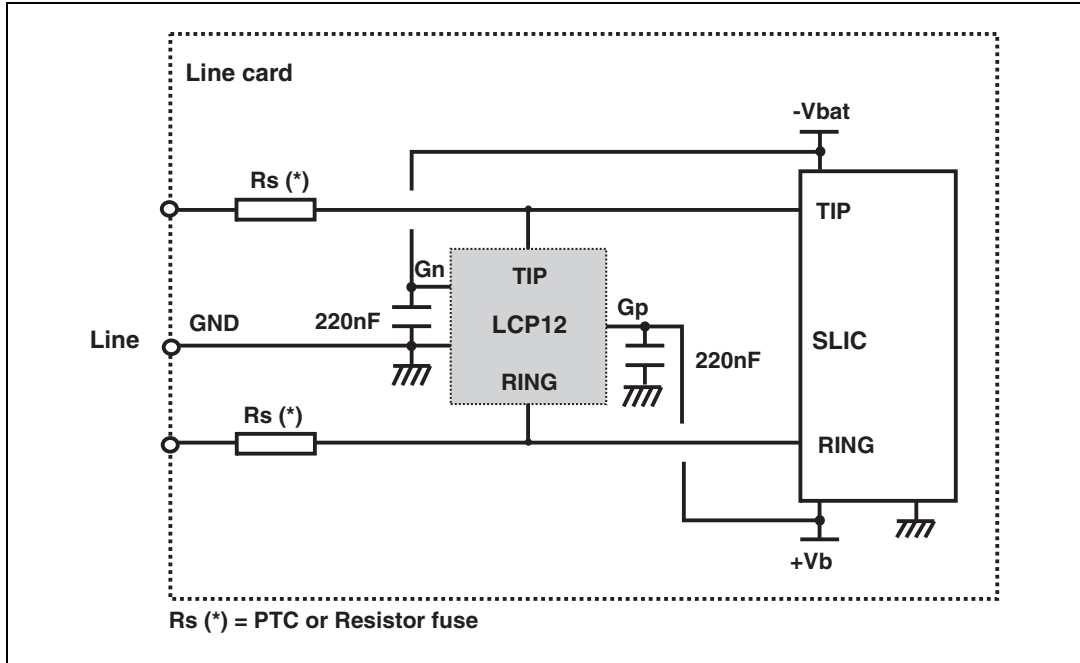 Line card
-Vbat
Rs (*)
TIP
Gn
TIP
Gp
GND
220nF
LCP12
Line
SLIC
220nF
RING
Rs (*)
RING
+Vb
Rs (*) = PTC or Resistor fuse